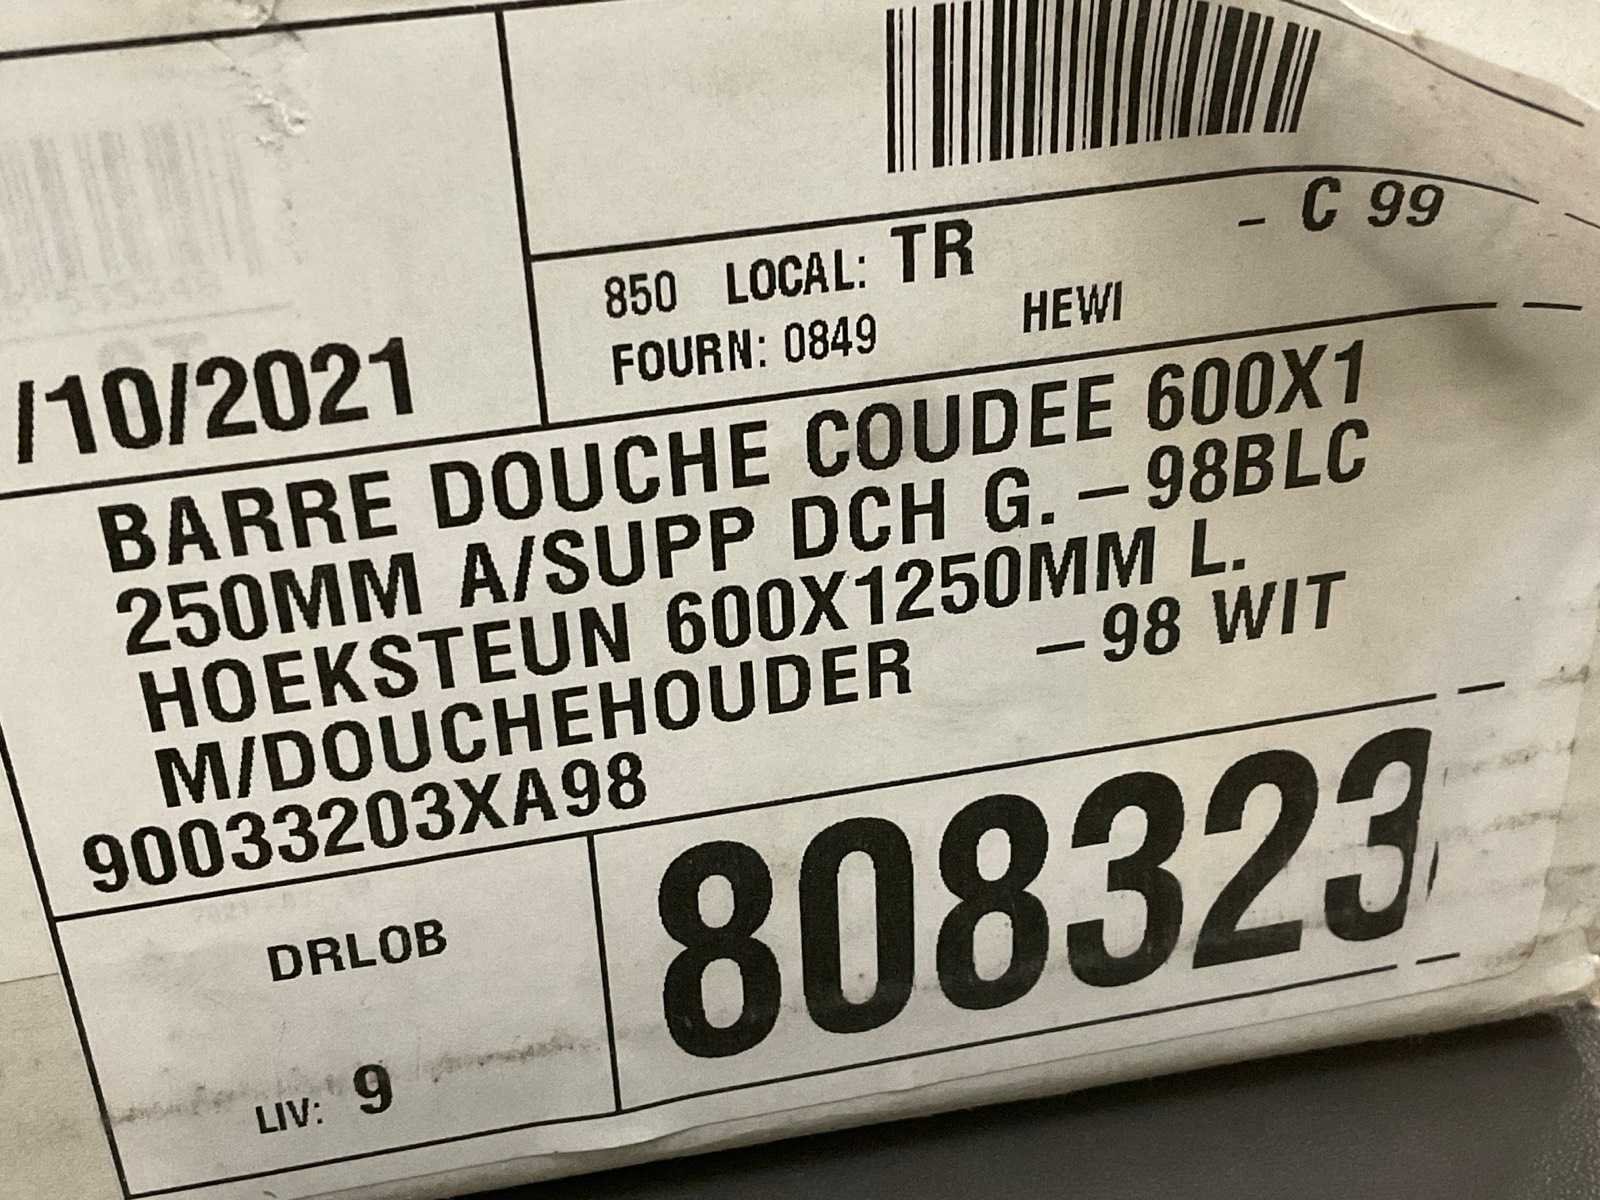 - C 99
850 LOCAL: TR
FOURN: 0849 HEWI
/10/2021
BARRE DOUCHE COUDEE 600X1
250MM A/SUPP DCH G. -98BLC
HOEKSTEUN 600X1250MM L.
M/DOUCHEHOUDER -98 WIT
90033203XA98
DRLOB
808323
LIV: 9